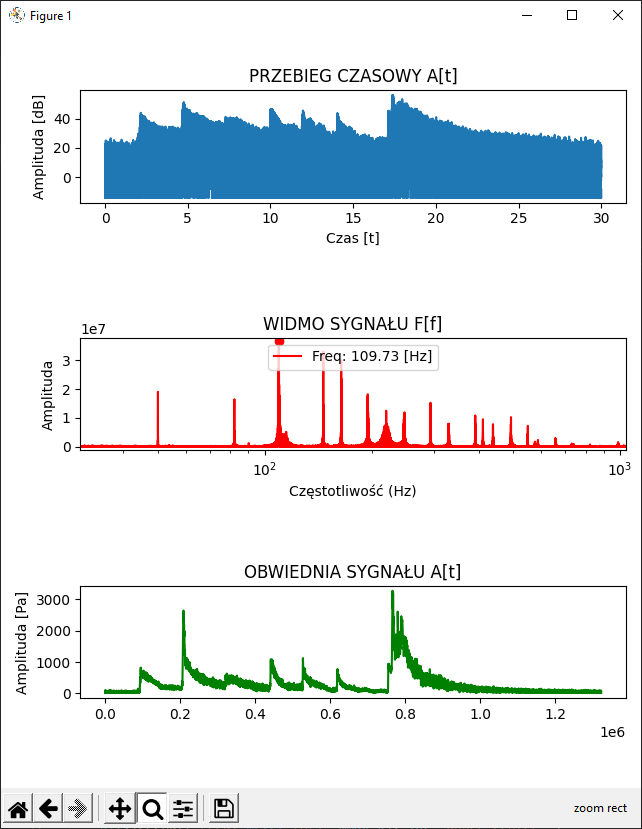 Figure 1
PRZEBIEG CZASOWY A[t]
Amplituda [dB]
40
20
0
0 5 10 15 20 25 30
Czas [t]
WIDMO SYGNAŁU F[f]
1e7
Amplituda
3
2
1
0
Freq: 109.73 [Hz]
10² 10³
Częstotliwość (Hz)
OBWIEDNIA SYGNAŁU A[t]
Amplituda [Pa]
3000
2000
1000
0
0.0 0.2 0.4 0.6 0.8 1.0 1.2
1e6
zoom rect